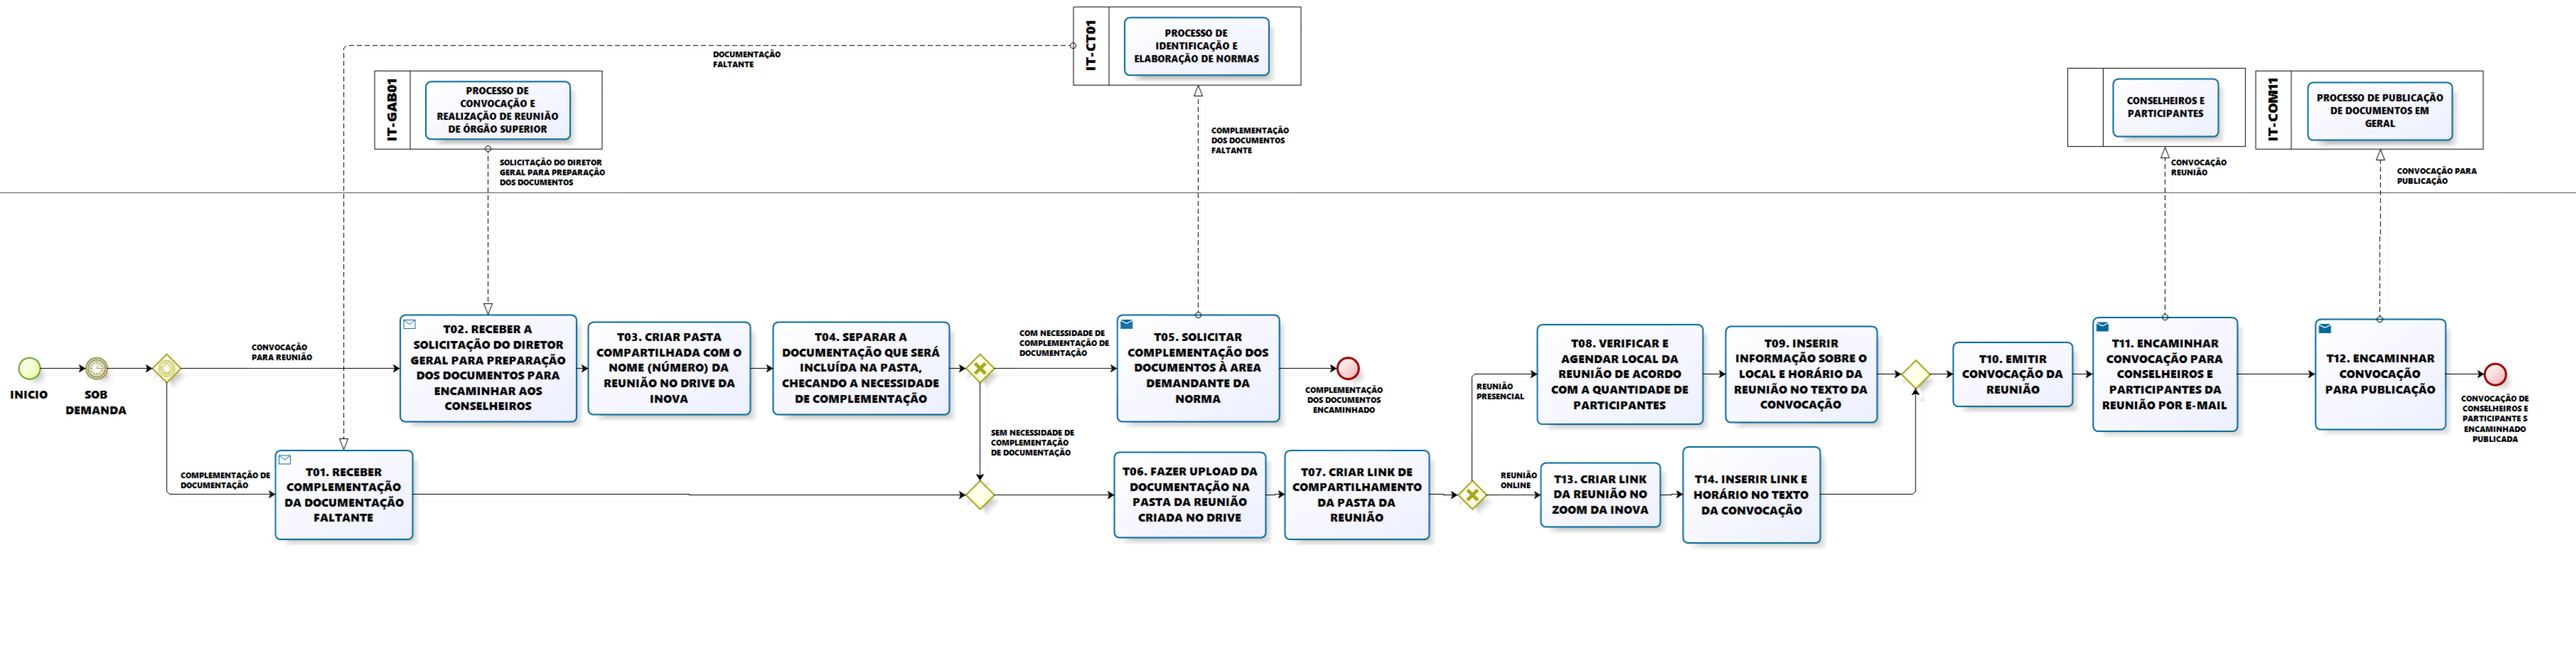 IT-CT01
PROCESSO DE
IDENTIFICAÇÃO E
ELABORAÇÃO DE NORMAS
DOCUMENTAÇÃO
FALTANTE
IT-GAB01
PROCESSO DE
CONVOCAÇÃO E
REALIZAÇÃO DE REUNIÃO
DE ÓRGÃO SUPERIOR
CONSELHEIROS E
PARTICIPANTES
IT-COM11
PROCESSO DE PUBLICAÇÃO
DE DOCUMENTOS EM
GERAL
SOLICITAÇÃO DO DIRETOR
GERAL PARA PREPARAÇÃO
DOS DOCUMENTOS
COMPLEMENTAÇÃO
DOS DOCUMENTOS
FALTANTE
CONVOCAÇÃO
REUNIÃO
CONVOCAÇÃO PARA
PUBLICAÇÃO
INICIO
SOB
DEMANDA
CONVOCAÇÃO
PARA REUNIÃO
T02. RECEBER A
SOLICITAÇÃO DO DIRETOR
GERAL PARA PREPARAÇÃO
DOS DOCUMENTOS PARA
ENCAMINHAR AOS
CONSELHEIROS
T03. CRIAR PASTA
COMPARTILHADA COM O
NOME (NÚMERO) DA
REUNIÃO NO DRIVE DA
INOVA
T04. SEPARAR A
DOCUMENTAÇÃO QUE SERÁ
INCLUÍDA NA PASTA,
CHECANDO A NECESSIDADE
DE COMPLEMENTAÇÃO
COM NECESSIDADE DE
COMPLEMENTAÇÃO DE
DOCUMENTAÇÃO
T05. SOLICITAR
COMPLEMENTAÇÃO DOS
DOCUMENTOS À AREA
DEMANDANTE DA
NORMA
COMPLEMENTAÇÃO
DOS DOCUMENTOS
ENCAMINHADO
REUNIÃO
PRESENCIAL
T08. VERIFICAR E
AGENDAR LOCAL DA
REUNIÃO DE ACORDO
COM A QUANTIDADE DE
PARTICIPANTES
T09. INSERIR
INFORMAÇÃO SOBRE O
LOCAL E HORÁRIO DA
REUNIÃO NO TEXTO DA
CONVOCAÇÃO
T10. EMITIR
CONVOCAÇÃO DA
REUNIÃO
T11. ENCAMINHAR
CONVOCAÇÃO PARA
CONSELHEIROS E
PARTICIPANTES DA
REUNIÃO POR E-MAIL
T12. ENCAMINHAR
CONVOCAÇÃO
PARA PUBLICAÇÃO
CONVOCAÇÃO DE
CONSELHEIROS E
PARTICIPANTE S
ENCAMINHADO
PUBLICADA
COMPLEMENTAÇÃO DE
DOCUMENTAÇÃO
T01. RECEBER
COMPLEMENTAÇÃO
DA DOCUMENTAÇÃO
FALTANTE
SEM NECESSIDADE DE
COMPLEMENTAÇÃO
DE DOCUMENTAÇÃO
T06. FAZER UPLOAD DA
DOCUMENTAÇÃO NA
PASTA DA REUNIÃO
CRIADA NO DRIVE
T07. CRIAR LINK DE
COMPARTILHAMENTO
DA PASTA DA
REUNIÃO
REUNIÃO
ONLINE
T13. CRIAR LINK
DA REUNIÃO NO
ZOOM DA INOVA
T14. INSERIR LINK E
HORÁRIO NO TEXTO
DA CONVOCAÇÃO